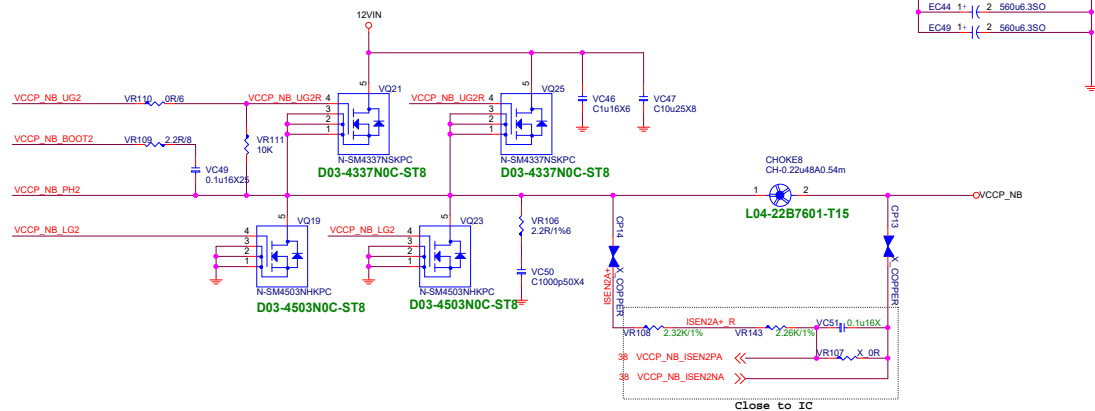 EC44 1+ 2 560u6.3SO
EC49 1+ 2 560u6.3SO
12VIN
VCCP_NB_UG2
VR110 0R/6
VCCP_NB_UG2R
4
3
2
1
5
VQ21
N-SM4337NSKPC
D03-4337N0C-ST8
VCCP_NB_UG2R
4
3
2
1
5
VQ25
N-SM4337NSKPC
D03-4337N0C-ST8
VC46
C1u16X6
VC47
C10u25X8
VCCP_NB_BOOT2
VR109 2.2R/8
VR111
10K
VC49
0.1u16X25
VCCP_NB_PH2
CHOKE8
CH-0.22u48A0.54m
1
2
L04-22B7601-T15
VCCP_NB
VCCP_NB_LG2
4
3
2
1
5
VQ19
N-SM4503NHKPC
D03-4503N0C-ST8
VCCP_NB_LG2
4
3
2
1
5
VQ23
N-SM4503NHKPC
D03-4503N0C-ST8
VR106
2.2R/1%6
VC50
C1000p50X4
CP14
X_COPPER
ISEN2A+
CP13
X_COPPER
ISEN2A+_R
VR108
2.32K/1%
VR143
2.26K/1%
VC51
0.1u16X
38 VCCP_NB_ISEN2PA
VR107 X_0R
38 VCCP_NB_ISEN2NA
Close to IC